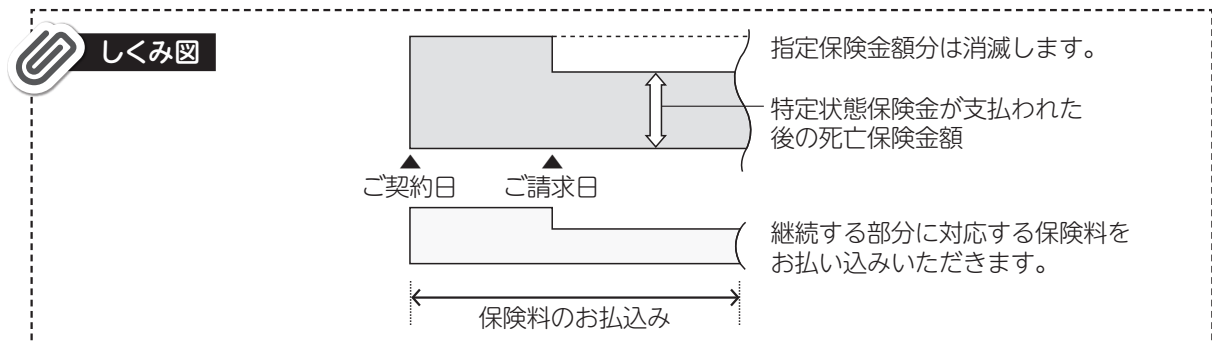 しくみ図
指定保険金額分は消滅します。
特定状態保険金が支払われた
後の死亡保険金額
▲
▲
ご契約日
ご請求日
継続する部分に対応する保険料を
お払い込みいただきます。
保険料のお払込み